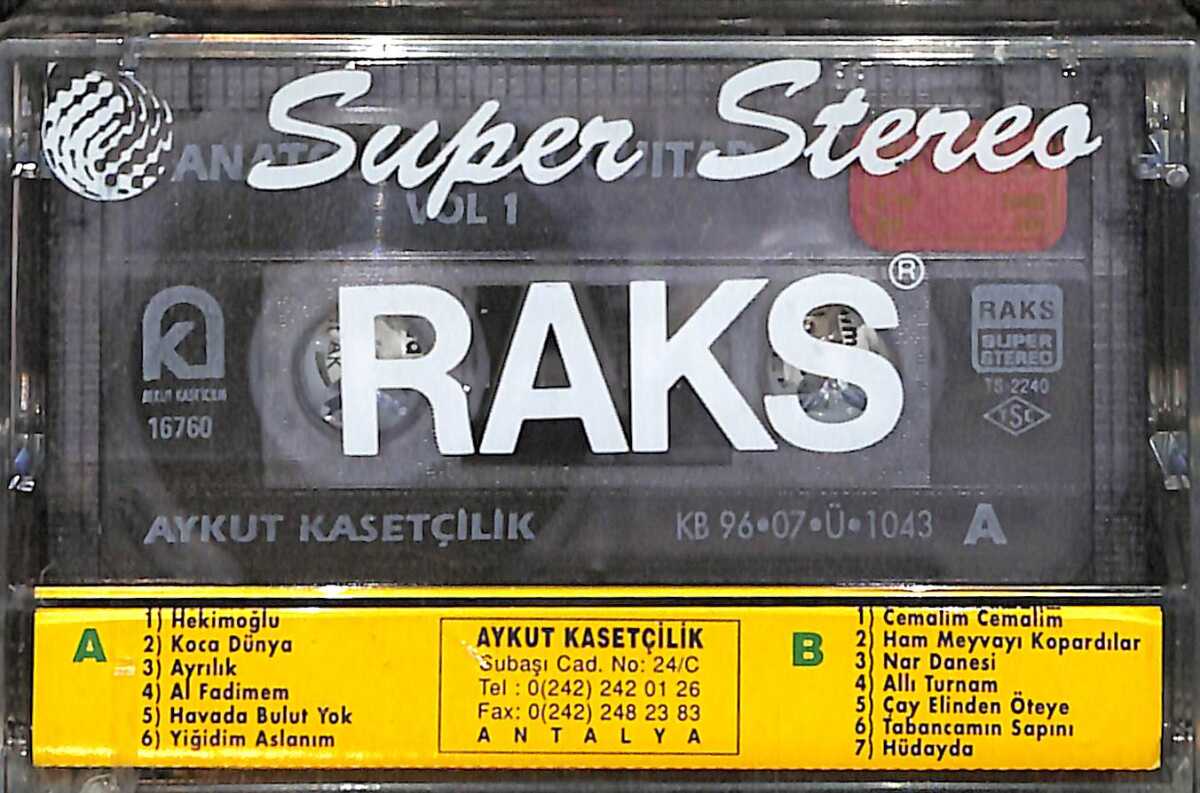 Super Stereo
VOL 1
RAKS®
RAKS
SUPER
STEREO
TS 2240
TSE
AYKUT KASETÇİLİK
16760
AYKUT KASETÇİLİK
KB 96•07•Ü•1043 A
A
1) Hekimoğlu
2) Koca Dünya
3) Ayrılık
4) Al Fadimem
5) Havada Bulut Yok
6) Yiğidim Aslanım
AYKUT KASETÇİLİK
Subaşı Cad. No: 24/C
Tel : 0(242) 242 01 26
Fax: 0(242) 248 23 83
ANTALYA
B
1) Cemalim Cemalim
2) Ham Meyvayı Kopardılar
3) Nar Danesi
4) Allı Turnam
5) Çay Elinden Öteye
6) Tabancamın Sapını
7) Hüdayda